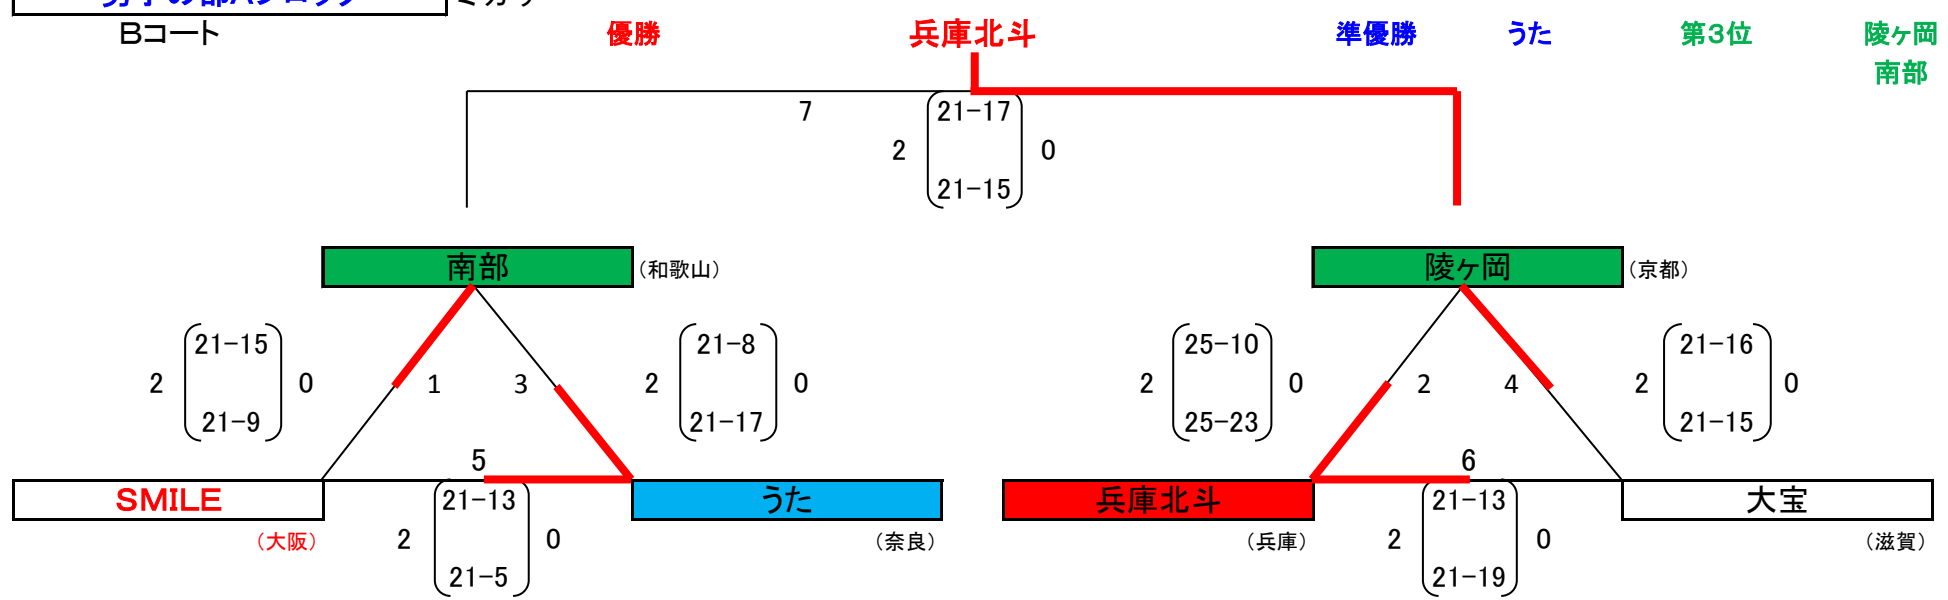 Bコート
優勝 兵庫北斗 準優勝 うた 第3位 陵ヶ岡
南部
7 21-17
2 0
21-15
南部 (和歌山) 陵ヶ岡 (京都)
21-15 21-8 25-10 21-16
2 0 1 3 2 0 2 0 2 4 2 0
21-9 21-17 25-23 21-15
5 6
SMILE 21-13 うた 兵庫北斗 21-13 大宝
(大阪) 2 0 (奈良) (兵庫) 2 0 (滋賀)
21-5 21-19